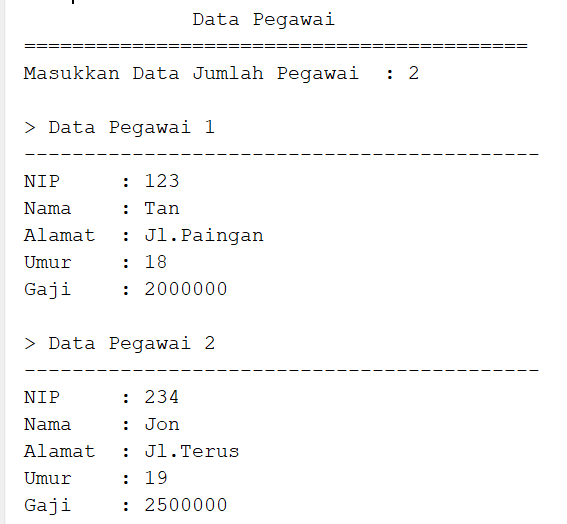 Data Pegawai
==========================================
Masukkan Data Jumlah Pegawai : 2
> Data Pegawai 1
-------------------------------------------
NIP : 123
Nama : Tan
Alamat : Jl.Paingan
Umur : 18
Gaji : 2000000
> Data Pegawai 2
-------------------------------------------
NIP : 234
Nama : Jon
Alamat : Jl.Terus
Umur : 19
Gaji : 2500000